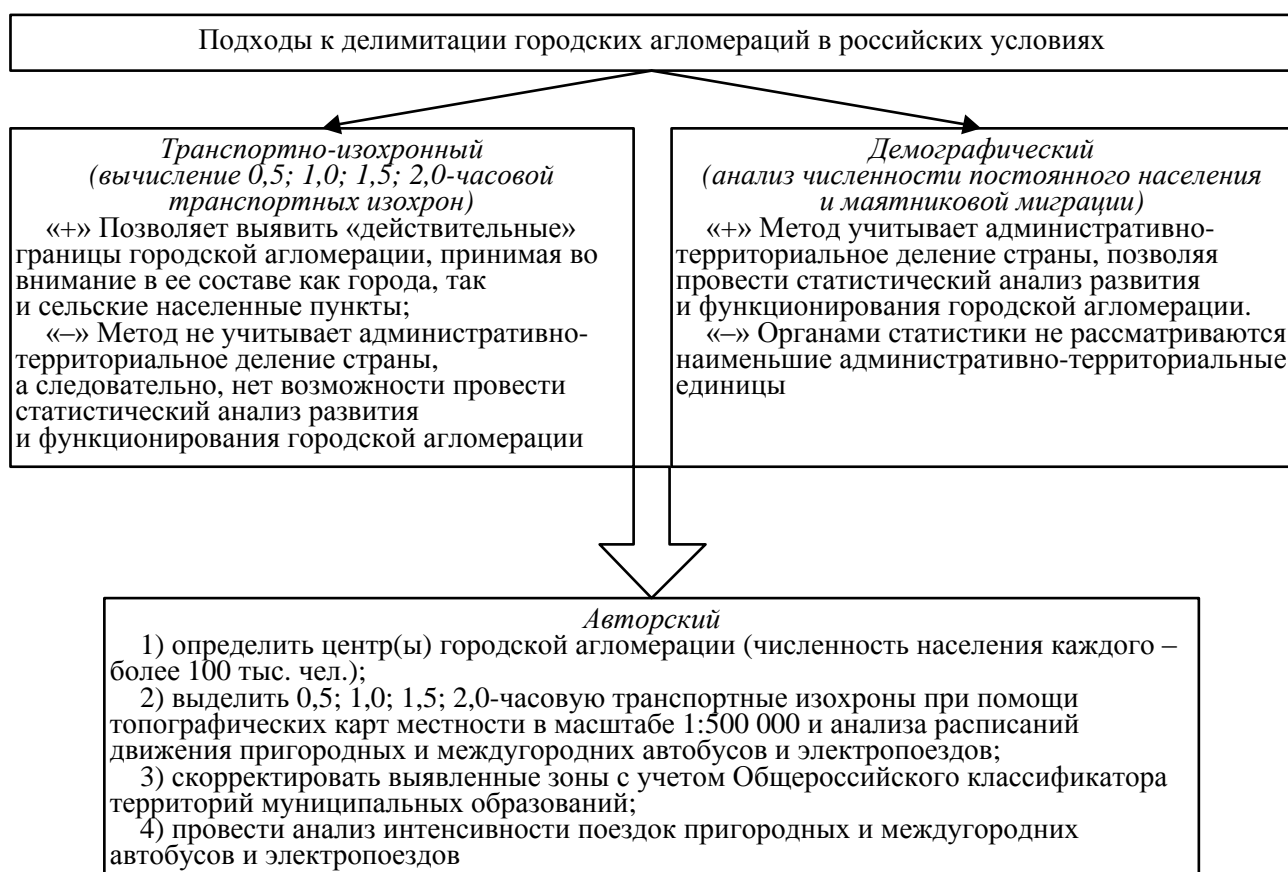 Подходы к делимитации городских агломераций в российских условиях
Транспортно-изохронный
(вычисление 0,5; 1,0; 1,5; 2,0-часовой
транспортных изохрон)
«+» Позволяет выявить «действительные»
границы городской агломерации, принимая во
внимание в ее составе как города, так
и сельские населенные пункты;
«–» Метод не учитывает административно-
территориальное деление страны,
а следовательно, нет возможности провести
статистический анализ развития
и функционирования городской агломерации
Демографический
(анализ численности постоянного населения
и маятниковой миграции)
«+» Метод учитывает административно-
территориальное деление страны, позволяя
провести статистический анализ развития
и функционирования городской агломерации.
«–» Органами статистики не рассматриваются
наименьшие административно-территориальные
единицы
Авторский
1) определить центр(ы) городской агломерации (численность населения каждого –
более 100 тыс. чел.);
2) выделить 0,5; 1,0; 1,5; 2,0-часовую транспортные изохроны при помощи
топографических карт местности в масштабе 1:500 000 и анализа расписаний
движения пригородных и междугородних автобусов и электропоездов;
3) скорректировать выявленные зоны с учетом Общероссийского классификатора
территорий муниципальных образований;
4) провести анализ интенсивности поездок пригородных и междугородних
автобусов и электропоездов